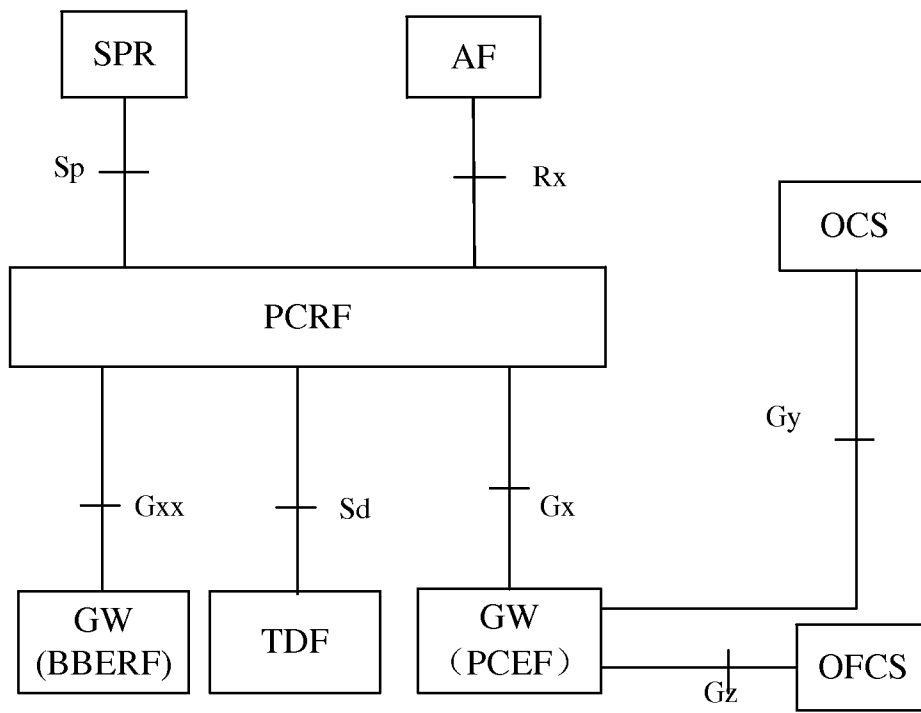 SPR
AF
Sp
Rx
OCS
PCRF
Gy
Gxx
Sd
Gx
GW
(BBERF)
TDF
GW
（PCEF）
OFCS
Gz